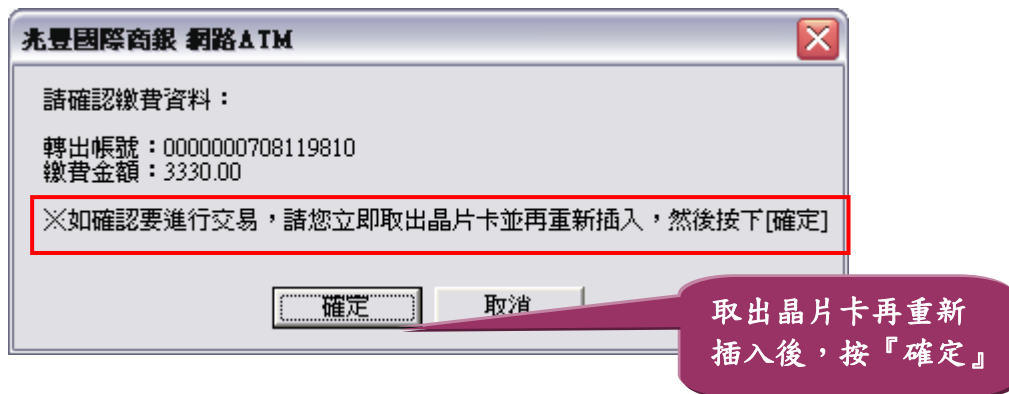 兆豐國際商銀 網路ATM
請確認繳費資料：
轉出帳號：0000000708119810
繳費金額：3330.00
※如確認要進行交易，請您立即取出晶片卡並再重新插入，然後按下[確定]
確定
取消
取出晶片卡再重新
插入後，按『確定』